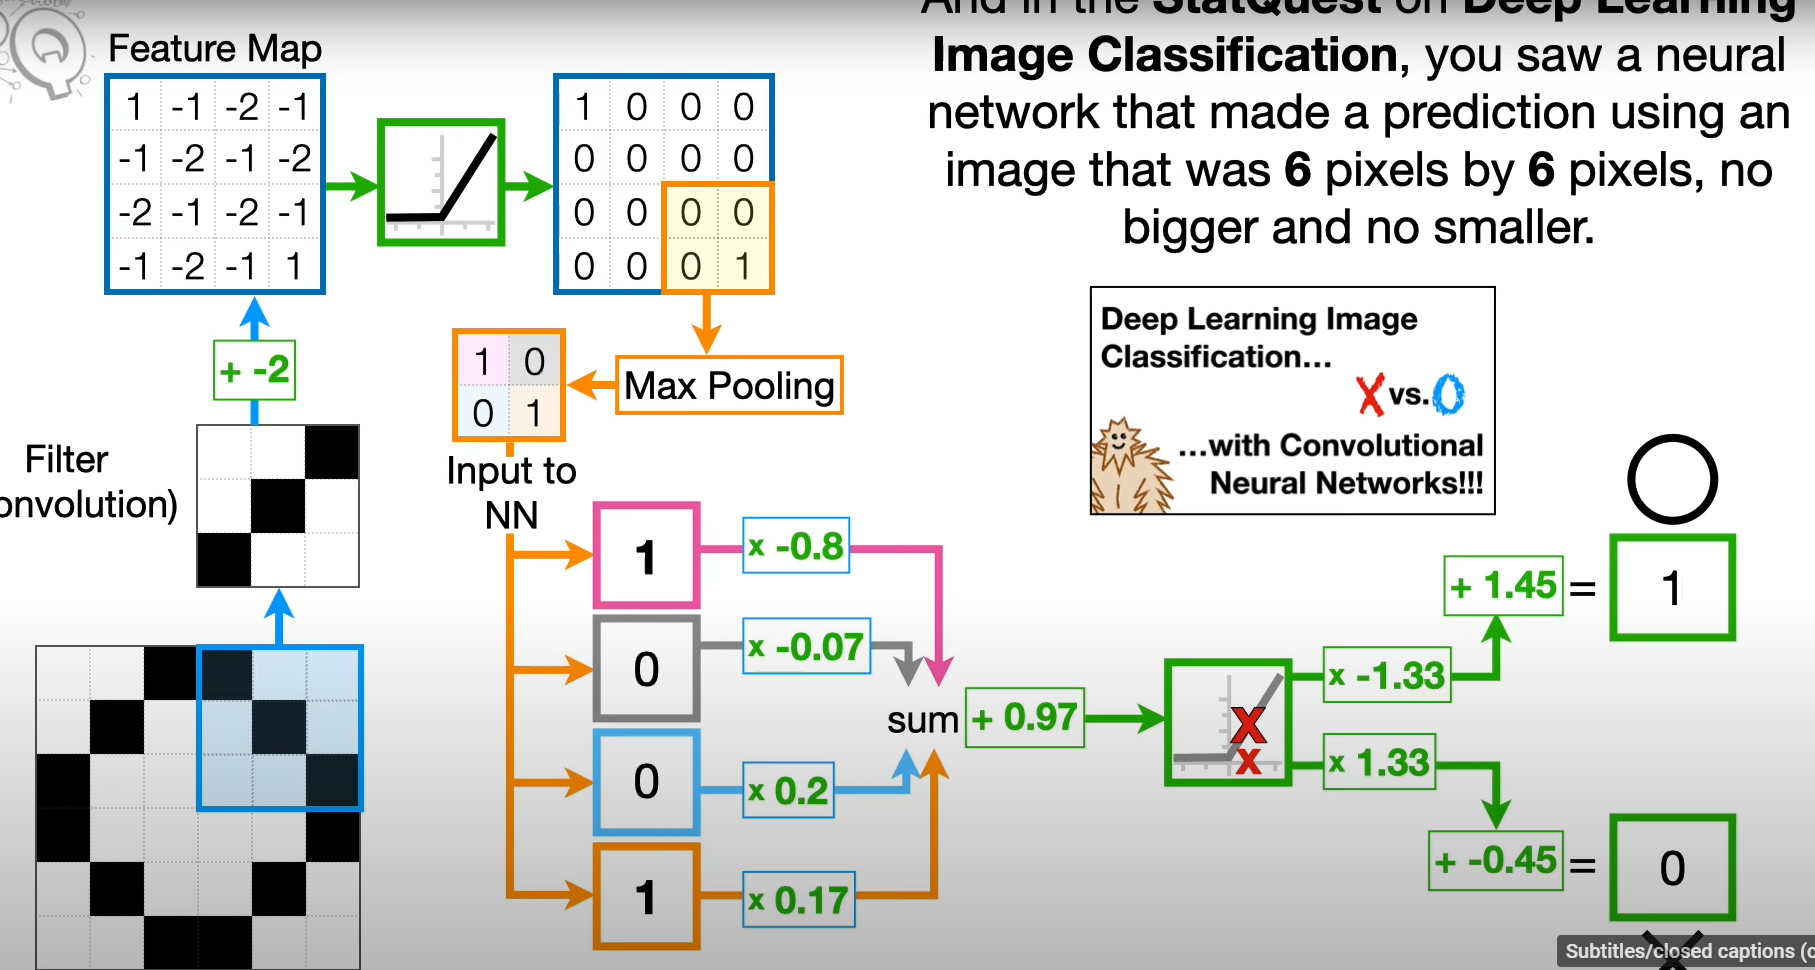 And in the StatQuest on Deep Learning
Image Classification, you saw a neural
network that made a prediction using an
image that was 6 pixels by 6 pixels, no
bigger and no smaller.
Feature Map
1 -1 -2 -1
-1 -2 -1 -2
-2 -1 -2 -1
-1 -2 -1 1
1 0 0 0
0 0 0 0
0 0 0 0
0 0 0 1
+ -2
Max Pooling
1 0
0 1
Filter
onvolution)
Input to
NN
Deep Learning Image
Classification...
X vs. O
...with Convolutional
Neural Networks!!!
1
x -0.8
0
x -0.07
0
x 0.2
1
x 0.17
sum
+ 0.97
x -1.33
+ 1.45
=
1
x 1.33
+ -0.45
=
0
Subtitles/closed captions (c